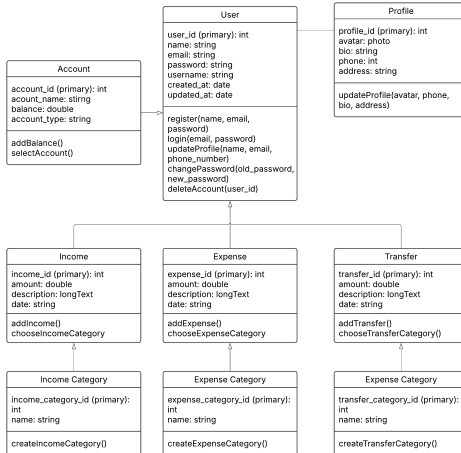 User
user_id (primary): int
name: string
email: string
password: string
username: string
created_at: date
updated_at: date
register(name, email,
password)
login(email, password)
updateProfile(name, email,
phone_number)
changePassword(old_password,
new_password)
deleteAccount(user_id)
Profile
profile_id (primary): int
avatar: photo
bio: string
phone: int
address: string
updateProfile(avatar, phone,
bio, address)
Account
account_id (primary): int
acount_name: stirng
balance: double
account_type: string
addBalance()
selectAccount()
Income
income_id (primary): int
amount: double
description: longText
date: string
addIncome()
chooseIncomeCategory
Expense
expense_id (primary): int
amount: double
description: longText
date: string
addExpense()
chooseExpenseCategory
Transfer
transfer_id (primary): int
amount: double
description: longText
date: string
addTransfer()
chooseTransferCategory()
Income Category
income_category_id (primary):
int
name: string
createIncomeCategory()
Expense Category
expense_category_id (primary):
int
name: string
createExpenseCategory()
Expense Category
transfer_category_id (primary):
int
name: string
createTransferCategory()